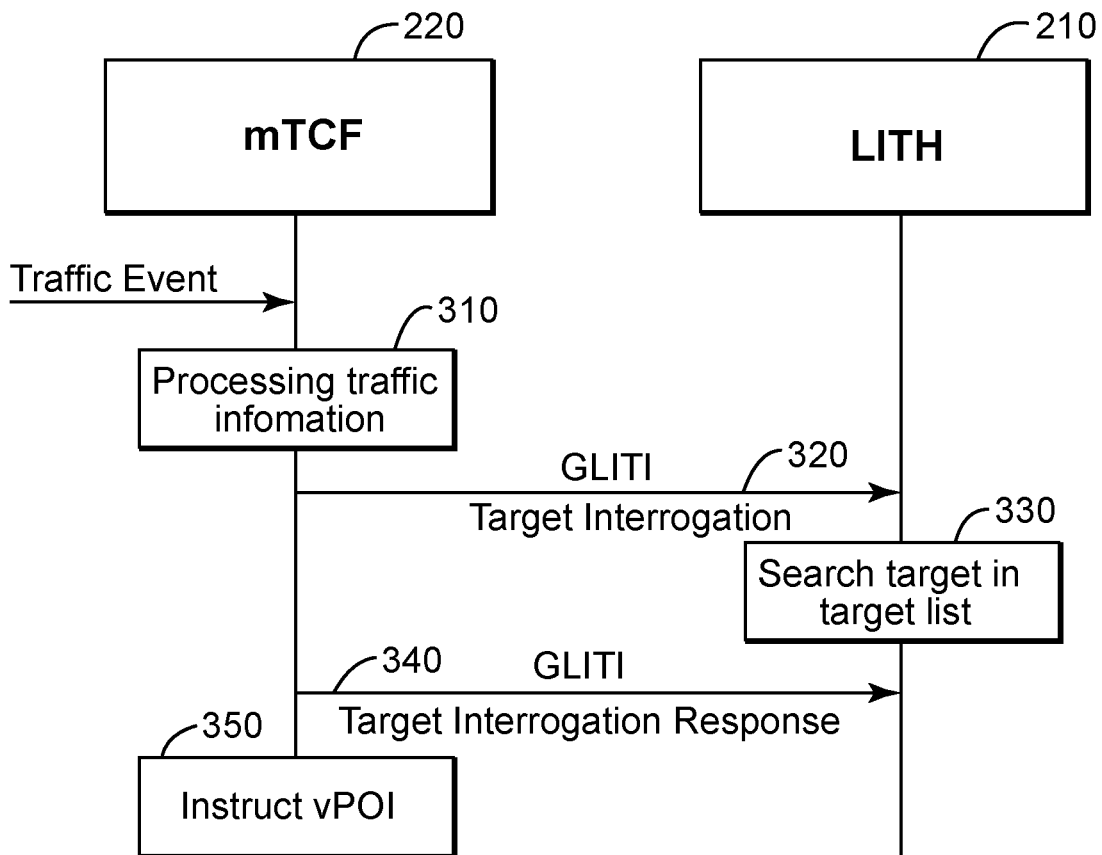 220
210
mTCF
LITH
Traffic Event
310
Processing traffic
infomation
GLITI
320
Target Interrogation
330
Search target in
target list
340
GLITI
Target Interrogation Response
350
Instruct vPOI